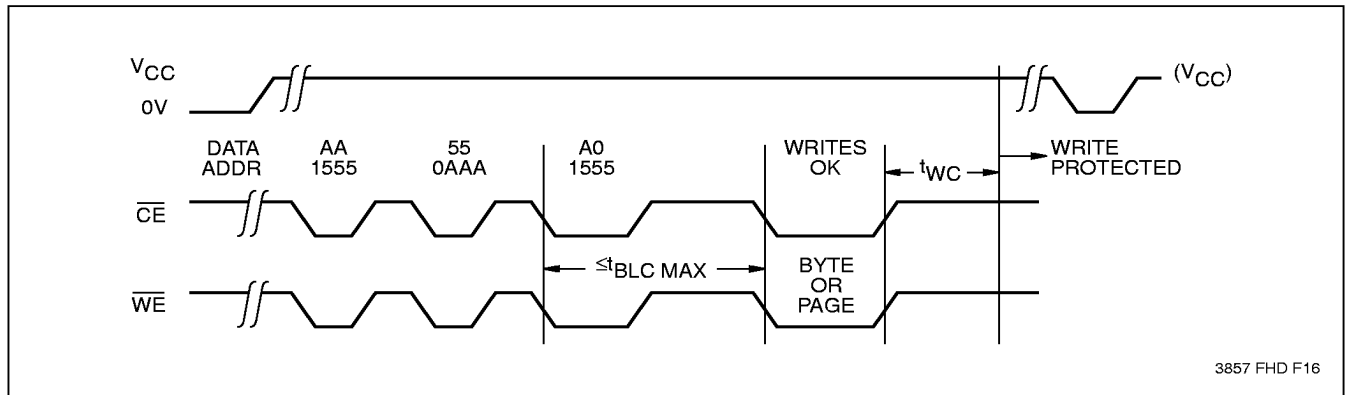 VCC
0V
(VCC)
DATA AA 55 A0 WRITES
ADDR 1555 0AAA 1555 OK
tWC
WRITE
PROTECTED
CE
≤tBLC MAX
BYTE
OR
PAGE
WE
3857 FHD F16